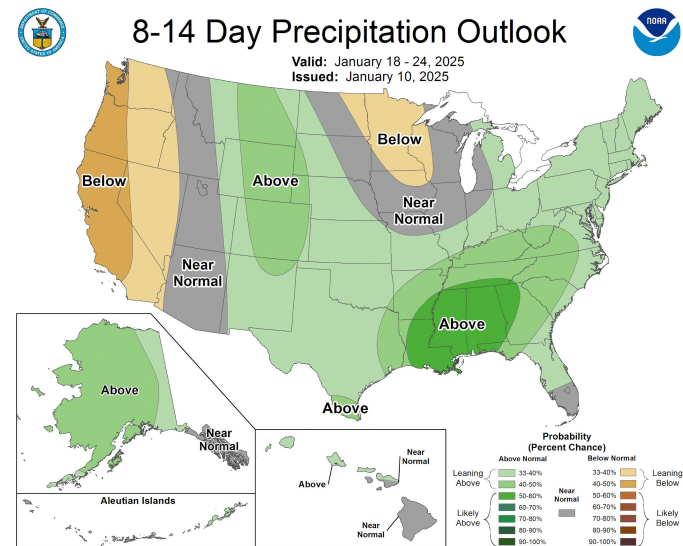 8-14 Day Precipitation Outlook
Valid: January 18 - 24, 2025
Issued: January 10, 2025
NOAA
Below
Above
Below
Near
Normal
Near
Normal
Above
Above
Above
Near
Normal
Aleutian Islands
Above
Near
Normal
Near
Normal
Probability
(Percent Chance)
Above Normal
Below Normal
Leaning
Above
33-40%
40-50%
Likely
Above
50-60%
60-70%
70-80%
80-90%
90-100%
Near
Normal
33-40%
40-50%
Leaning
Below
50-60%
60-70%
70-80%
80-90%
90-100%
Likely
Below